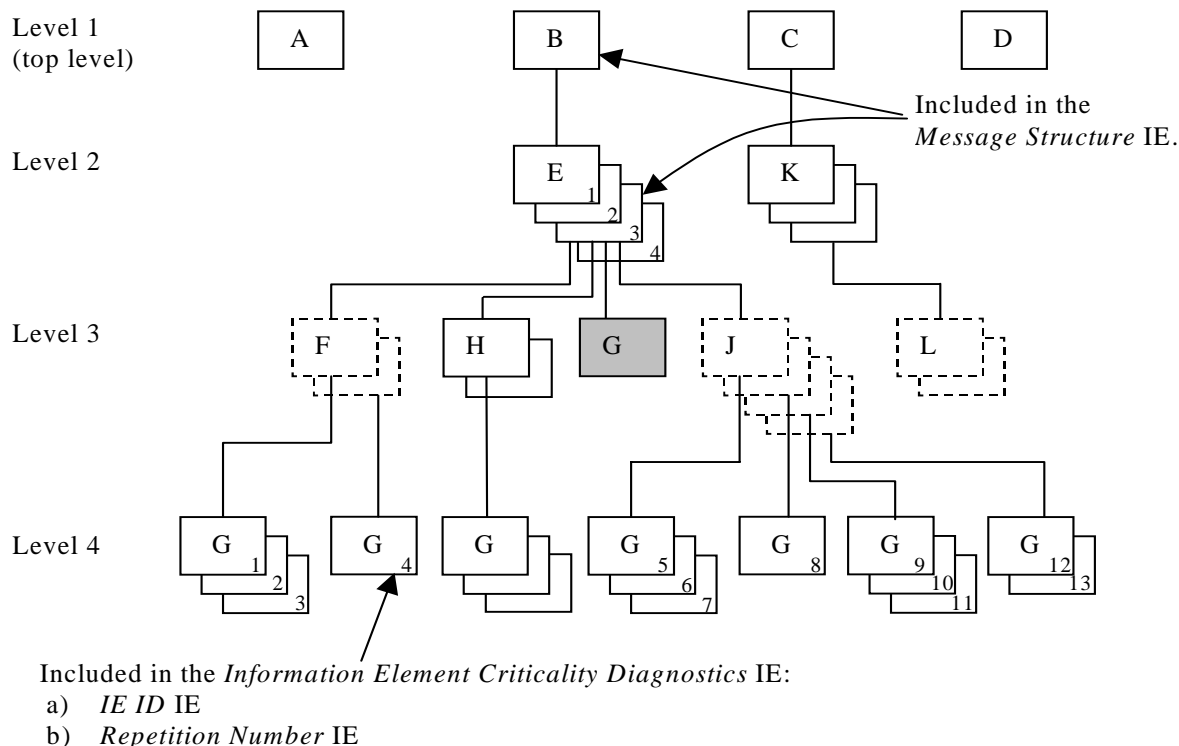 Level 1
(top level)
A
B
C
D
Included in the
Message Structure IE.
Level 2
E
1
2
3
4
K
Level 3
F
H
G
J
L
Level 4
G
1
2
3
G
4
G
G
5
6
7
G
8
G
9
10
11
G
12
13
Included in the Information Element Criticality Diagnostics IE:
a) IE ID IE
b) Repetition Number IE